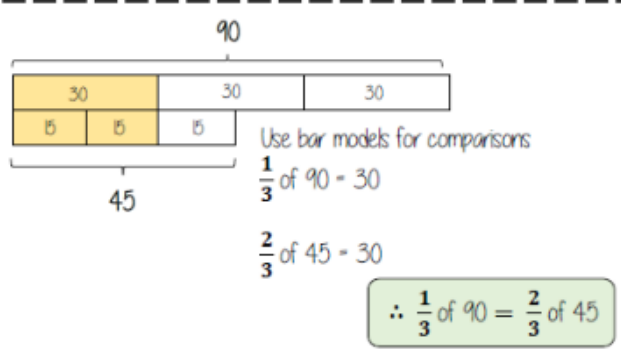 90
30 30 30
15 15 15
Use bar models for comparisons
45
1/3 of 90 - 30
2/3 of 45 - 30
∴ 1/3 of 90 = 2/3 of 45